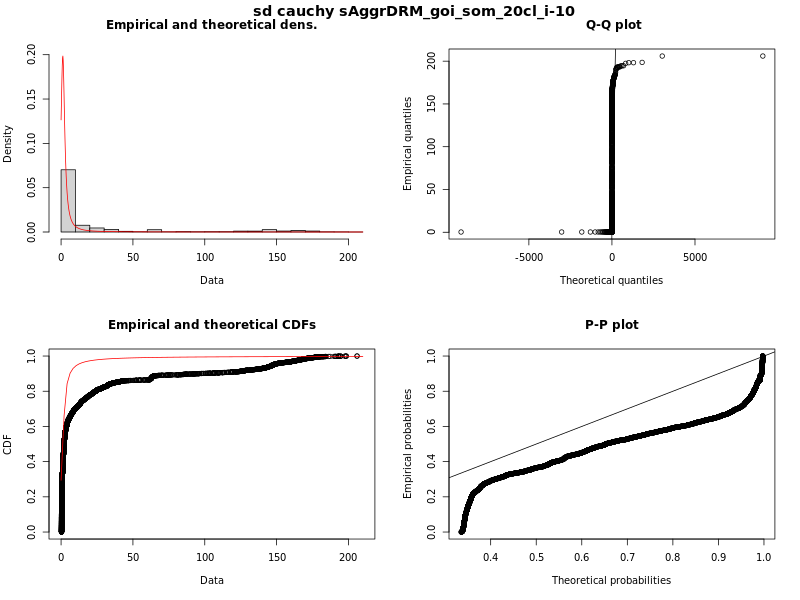 sd cauchy sAggrDRM_goi_som_20cl_i-10
Empirical and theoretical dens.
Density
0.00 0.05 0.10 0.15 0.20
0 50 100 150 200
Data
Q-Q plot
Empirical quantiles
0 50 100 150 200
-5000 0 5000
Theoretical quantiles
Empirical and theoretical CDFs
CDF
0.0 0.2 0.4 0.6 0.8 1.0
0 50 100 150 200
Data
P-P plot
Empirical probabilities
0.0 0.2 0.4 0.6 0.8 1.0
0.4 0.5 0.6 0.7 0.8 0.9 1.0
Theoretical probabilities